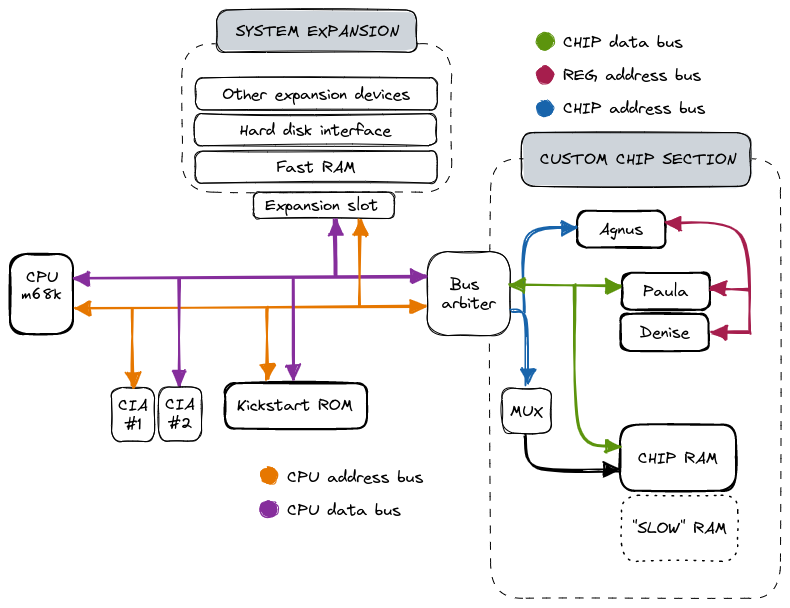 SYSTEM EXPANSION
Other expansion devices
Hard disk interface
Fast RAM
Expansion slot
CHIP data bus
REG address bus
CHIP address bus
CUSTOM CHIP SECTION
CPU
m68k
Bus
arbiter
Agnus
Paula
Denise
CIA
#1
CIA
#2
Kickstart ROM
MUX
CHIP RAM
"SLOW" RAM
CPU address bus
CPU data bus